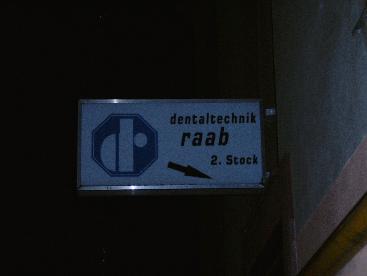 dentaltechnik
raab
2. Stock